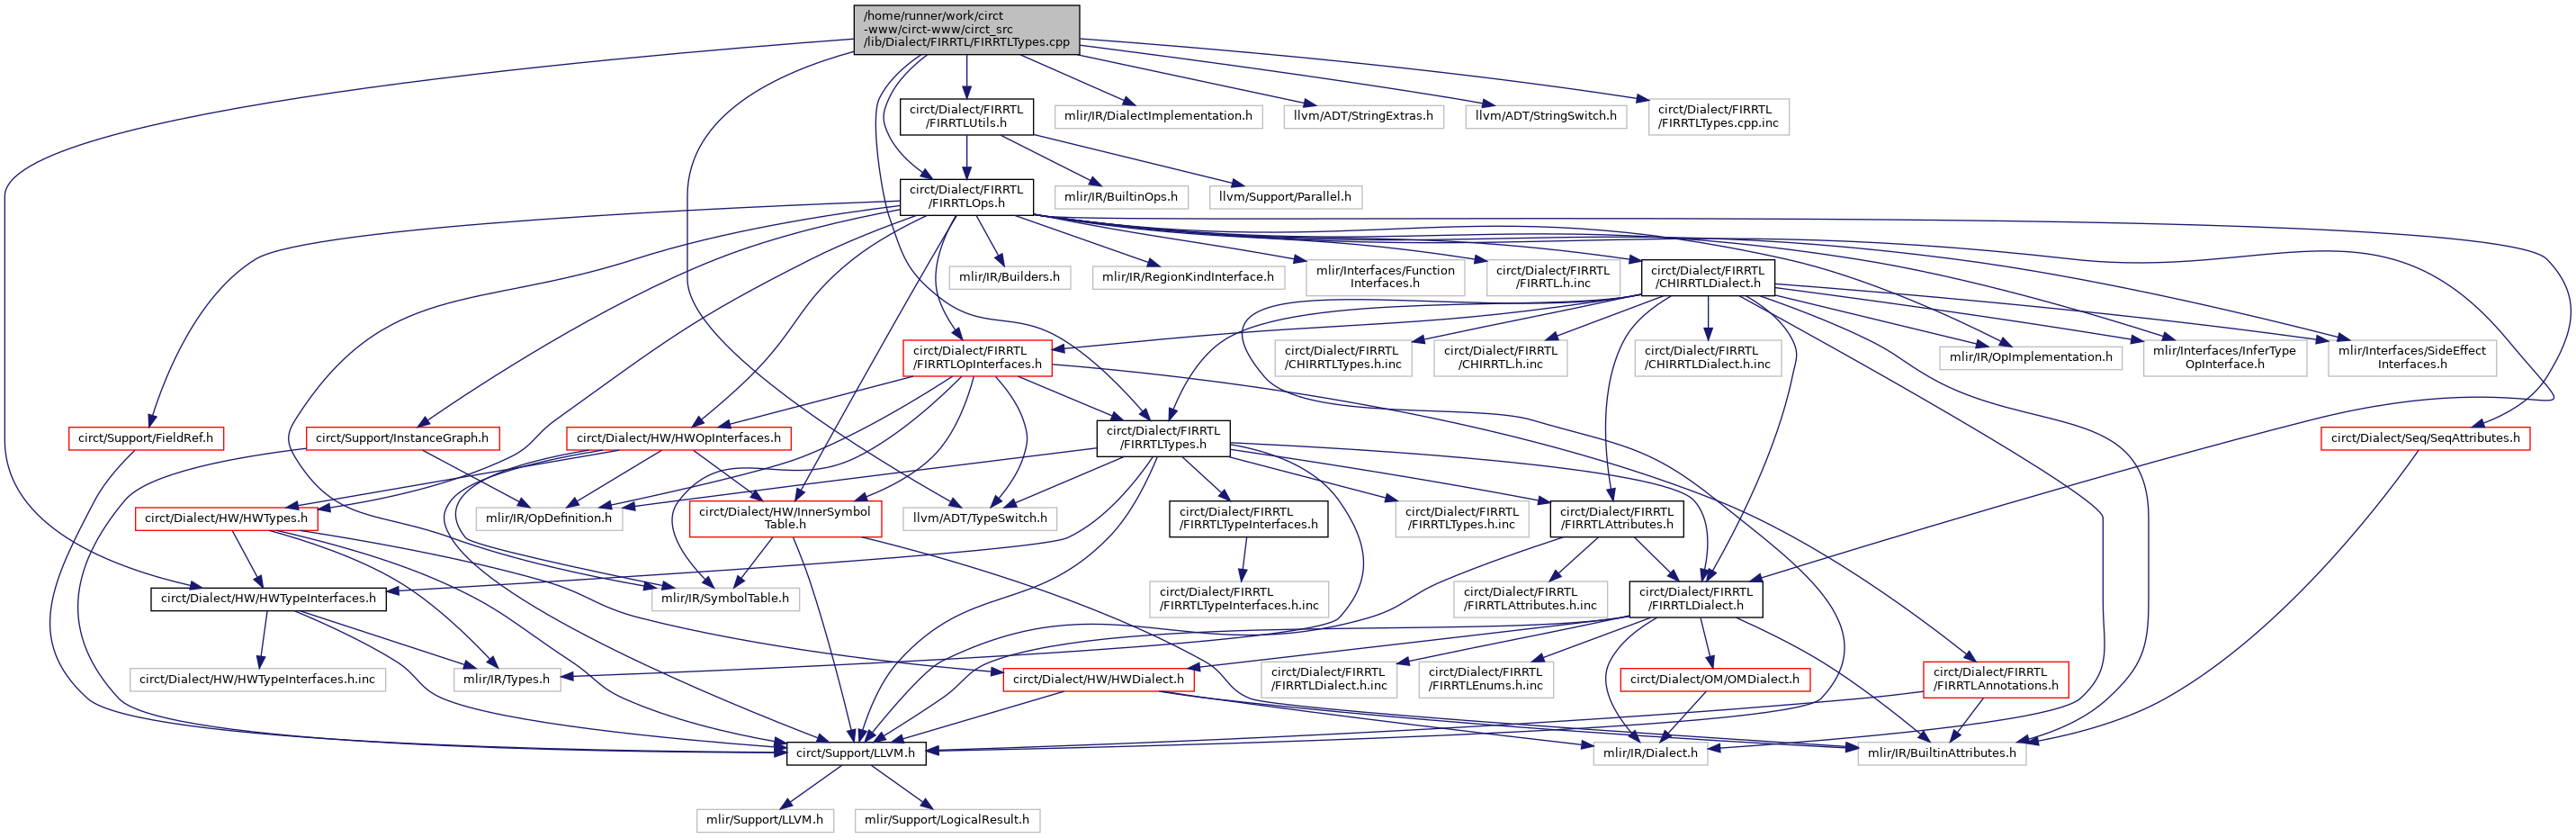 /home/runner/work/circt
-www/circt-www/circt_src
/lib/Dialect/FIRRTL/FIRRTLTypes.cpp
circt/Dialect/FIRRTL
/FIRRTLUtils.h
mlir/IR/DialectImplementation.h
llvm/ADT/StringExtras.h
llvm/ADT/StringSwitch.h
circt/Dialect/FIRRTL
/FIRRTLTypes.cpp.inc
circt/Dialect/FIRRTL
/FIRRTLOps.h
mlir/IR/BuiltinOps.h
llvm/Support/Parallel.h
mlir/IR/Builders.h
mlir/IR/RegionKindInterface.h
mlir/Interfaces/Function
Interfaces.h
circt/Dialect/FIRRTL
/FIRRTL.h.inc
circt/Dialect/FIRRTL
/CHIRRTLDialect.h
circt/Dialect/FIRRTL
/FIRRTLOpInterfaces.h
circt/Dialect/FIRRTL
/CHIRRTLTypes.h.inc
circt/Dialect/FIRRTL
/CHIRRTL.h.inc
circt/Dialect/FIRRTL
/CHIRRTLDialect.h.inc
mlir/IR/OpImplementation.h
mlir/Interfaces/InferType
OpInterface.h
mlir/Interfaces/SideEffect
Interfaces.h
circt/Support/FieldRef.h
circt/Support/InstanceGraph.h
circt/Dialect/HW/HWOpInterfaces.h
circt/Dialect/FIRRTL
/FIRRTLTypes.h
circt/Dialect/Seq/SeqAttributes.h
circt/Dialect/HW/HWTypes.h
mlir/IR/OpDefinition.h
circt/Dialect/HW/InnerSymbol
Table.h
llvm/ADT/TypeSwitch.h
circt/Dialect/FIRRTL
/FIRRTLTypeInterfaces.h
circt/Dialect/FIRRTL
/FIRRTLTypes.h.inc
circt/Dialect/FIRRTL
/FIRRTLAttributes.h
circt/Dialect/HW/HWTypeInterfaces.h
mlir/IR/SymbolTable.h
circt/Dialect/FIRRTL
/FIRRTLTypeInterfaces.h.inc
circt/Dialect/FIRRTL
/FIRRTLAttributes.h.inc
circt/Dialect/FIRRTL
/FIRRTLDialect.h
circt/Dialect/HW/HWTypeInterfaces.h.inc
mlir/IR/Types.h
circt/Dialect/HW/HWDialect.h
circt/Dialect/FIRRTL
/FIRRTLDialect.h.inc
circt/Dialect/FIRRTL
/FIRRTLEnums.h.inc
circt/Dialect/OM/OMDialect.h
circt/Dialect/FIRRTL
/FIRRTLAnnotations.h
circt/Support/LLVM.h
mlir/IR/Dialect.h
mlir/IR/BuiltinAttributes.h
mlir/Support/LLVM.h
mlir/Support/LogicalResult.h